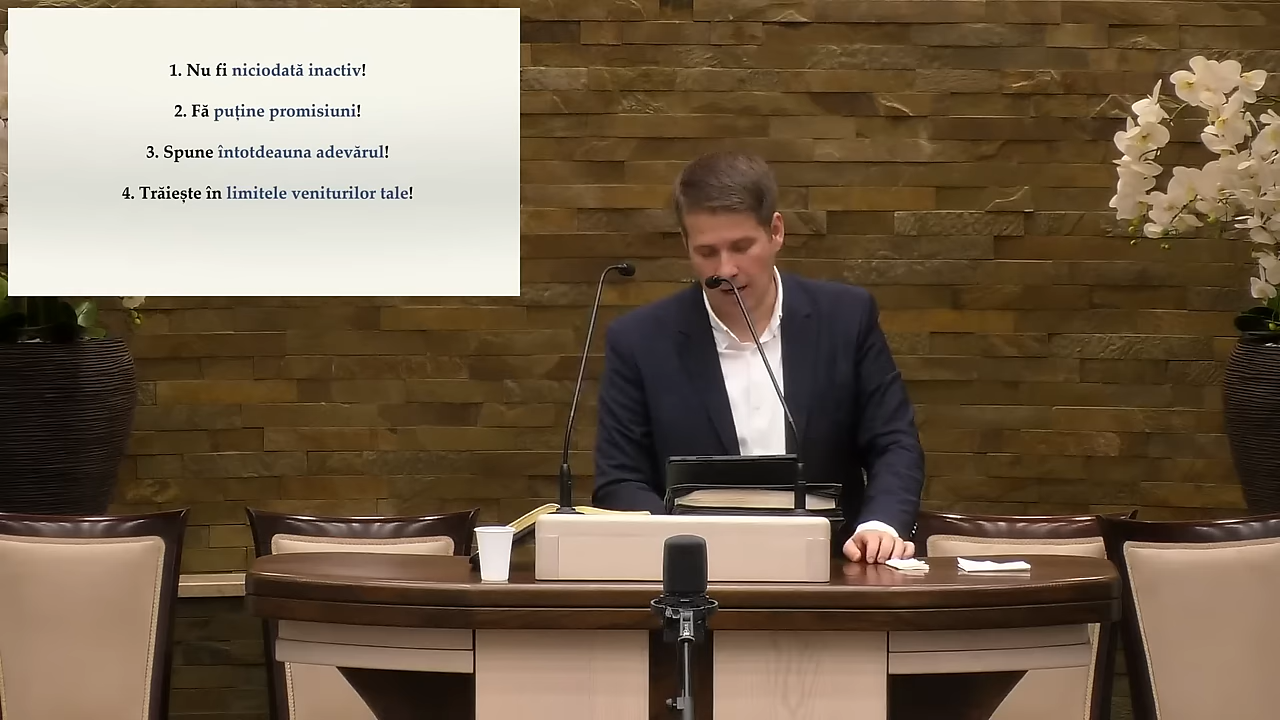 1. Nu fi niciodată inactiv!
2. Fă puține promisiuni!
3. Spune întotdeauna adevărul!
4. Trăiește în limitele veniturilor tale!